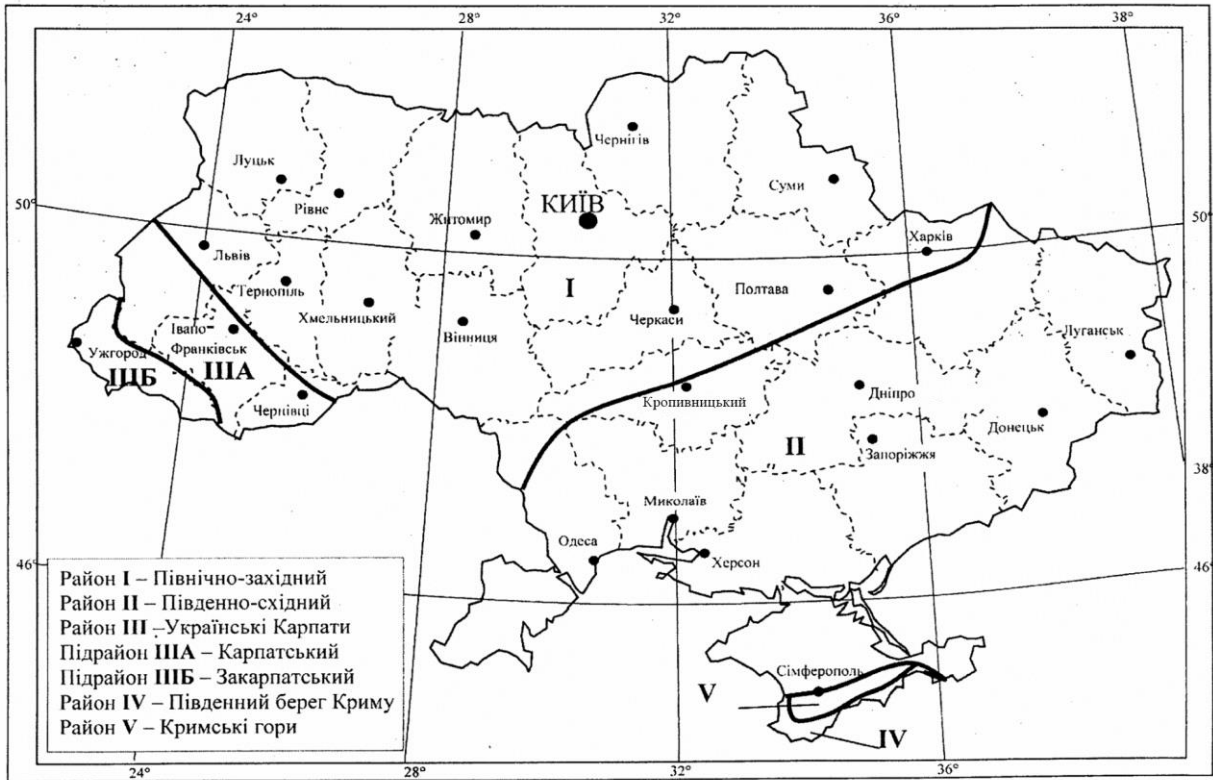 24°
28°
32°
36°
38°
Чернігів
Луцьк
Суми
50°
Рівне
КИЇВ
50°
Житомир
Харків
Львів
Тернопіль
I
Полтава
Хмельницький
Черкаси
Івано-
Франківськ
Вінниця
Луганськ
Ужгород
IIIБ
IIIА
Чернівці
Кропивницький
Дніпро
Донецьк
II
Запоріжжя
38°
Миколаїв
Одеса
Херсон
46°
46°
Район I – Північно-західний
Район II – Південно-східний
Район III –Українські Карпати
Підрайон IIIА – Карпатський
Підрайон IIIБ – Закарпатський
Район IV – Південний берег Криму
Район V – Кримські гори
Сімферополь
V
IV
24°
28°
32°
36°